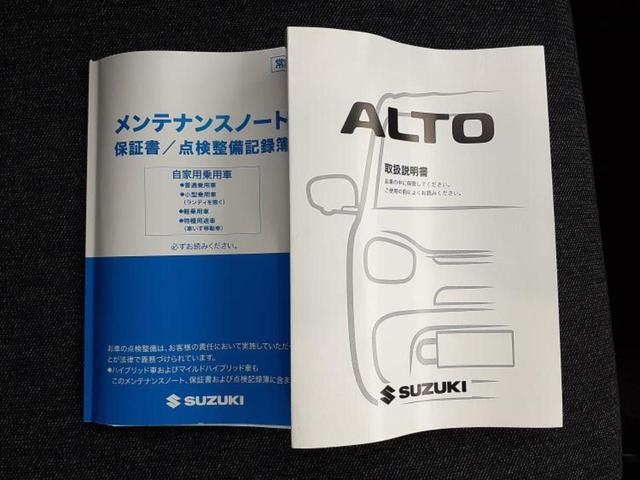 常
メンテナンスノート
保証書／点検整備記録簿
自家用乗用車
●普通乗用車
●小型乗用車
(ランディを除く)
●軽乗用車
●特種用途車
(車いす移動車)
必ずお読みください。
お車の点検整備は、お客様の責任において実施していただ
とが法律で義務づけられています。
●ハイブリッド車およびマイルドハイブリッド車も
このメンテナンスノート、保証書および点検記録簿に含ま
SUZUKI
ALTO
取扱説明書
お車の中に保管してください。
ご使用の前によくお読みください。
SUZUKI